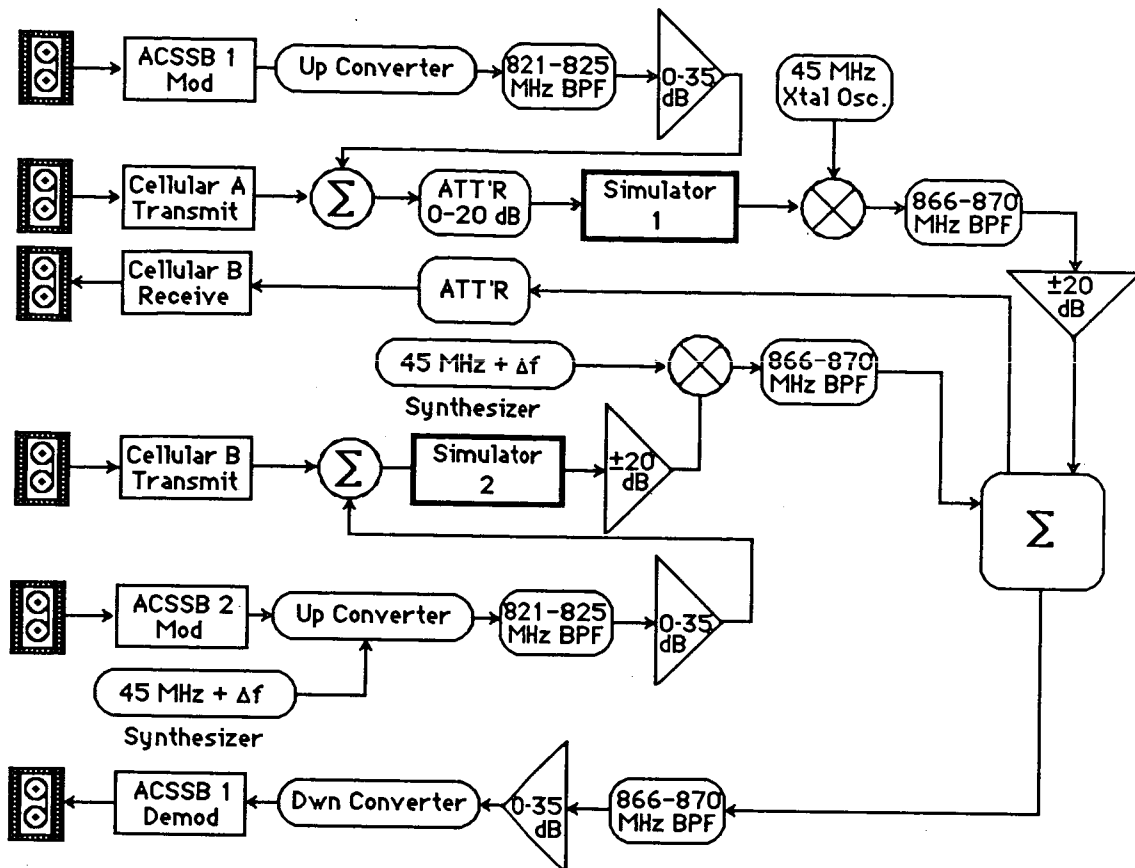 ACSSB 1
Mod
Up Converter
821-825
MHz BPF
0-35
dB
45 MHz
Xtal Osc.
Cellular A
Transmit
Σ
ATT'R
0-20 dB
Simulator
1
866-870
MHz BPF
±20
dB
Cellular B
Receive
ATT'R
45 MHz + Δf
Synthesizer
866-870
MHz BPF
Cellular B
Transmit
Σ
Simulator
2
±20
dB
Σ
ACSSB 2
Mod
Up Converter
821-825
MHz BPF
0-35
dB
45 MHz + Δf
Synthesizer
ACSSB 1
Demod
Dwn Converter
0-35
dB
866-870
MHz BPF